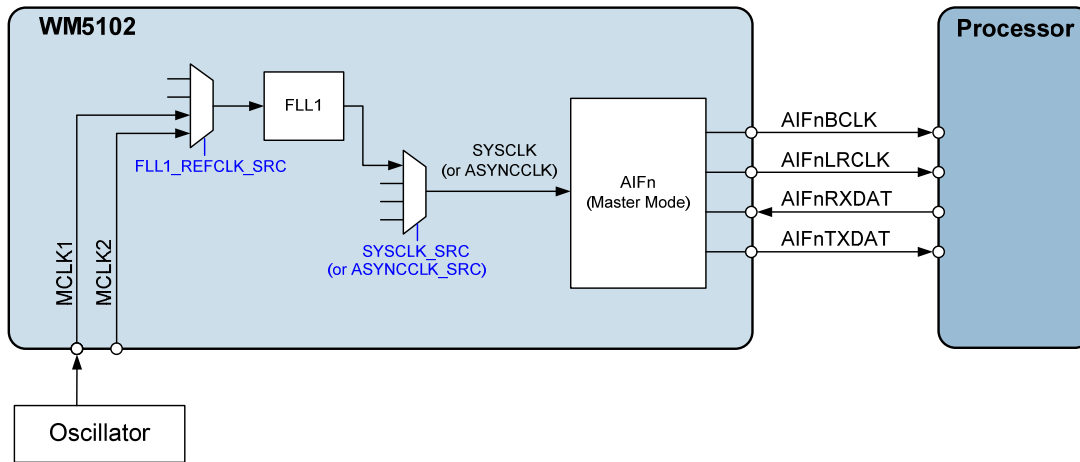 WM5102
Processor
FLL1
FLL1_REFCLK_SRC
SYSCLK
(or ASYNCCLK)
SYSCLK_SRC
(or ASYNCCLK_SRC)
AIFn
(Master Mode)
AIFnBCLK
AIFnLRCLK
AIFnRXDAT
AIFnTXDAT
MCLK1
MCLK2
Oscillator